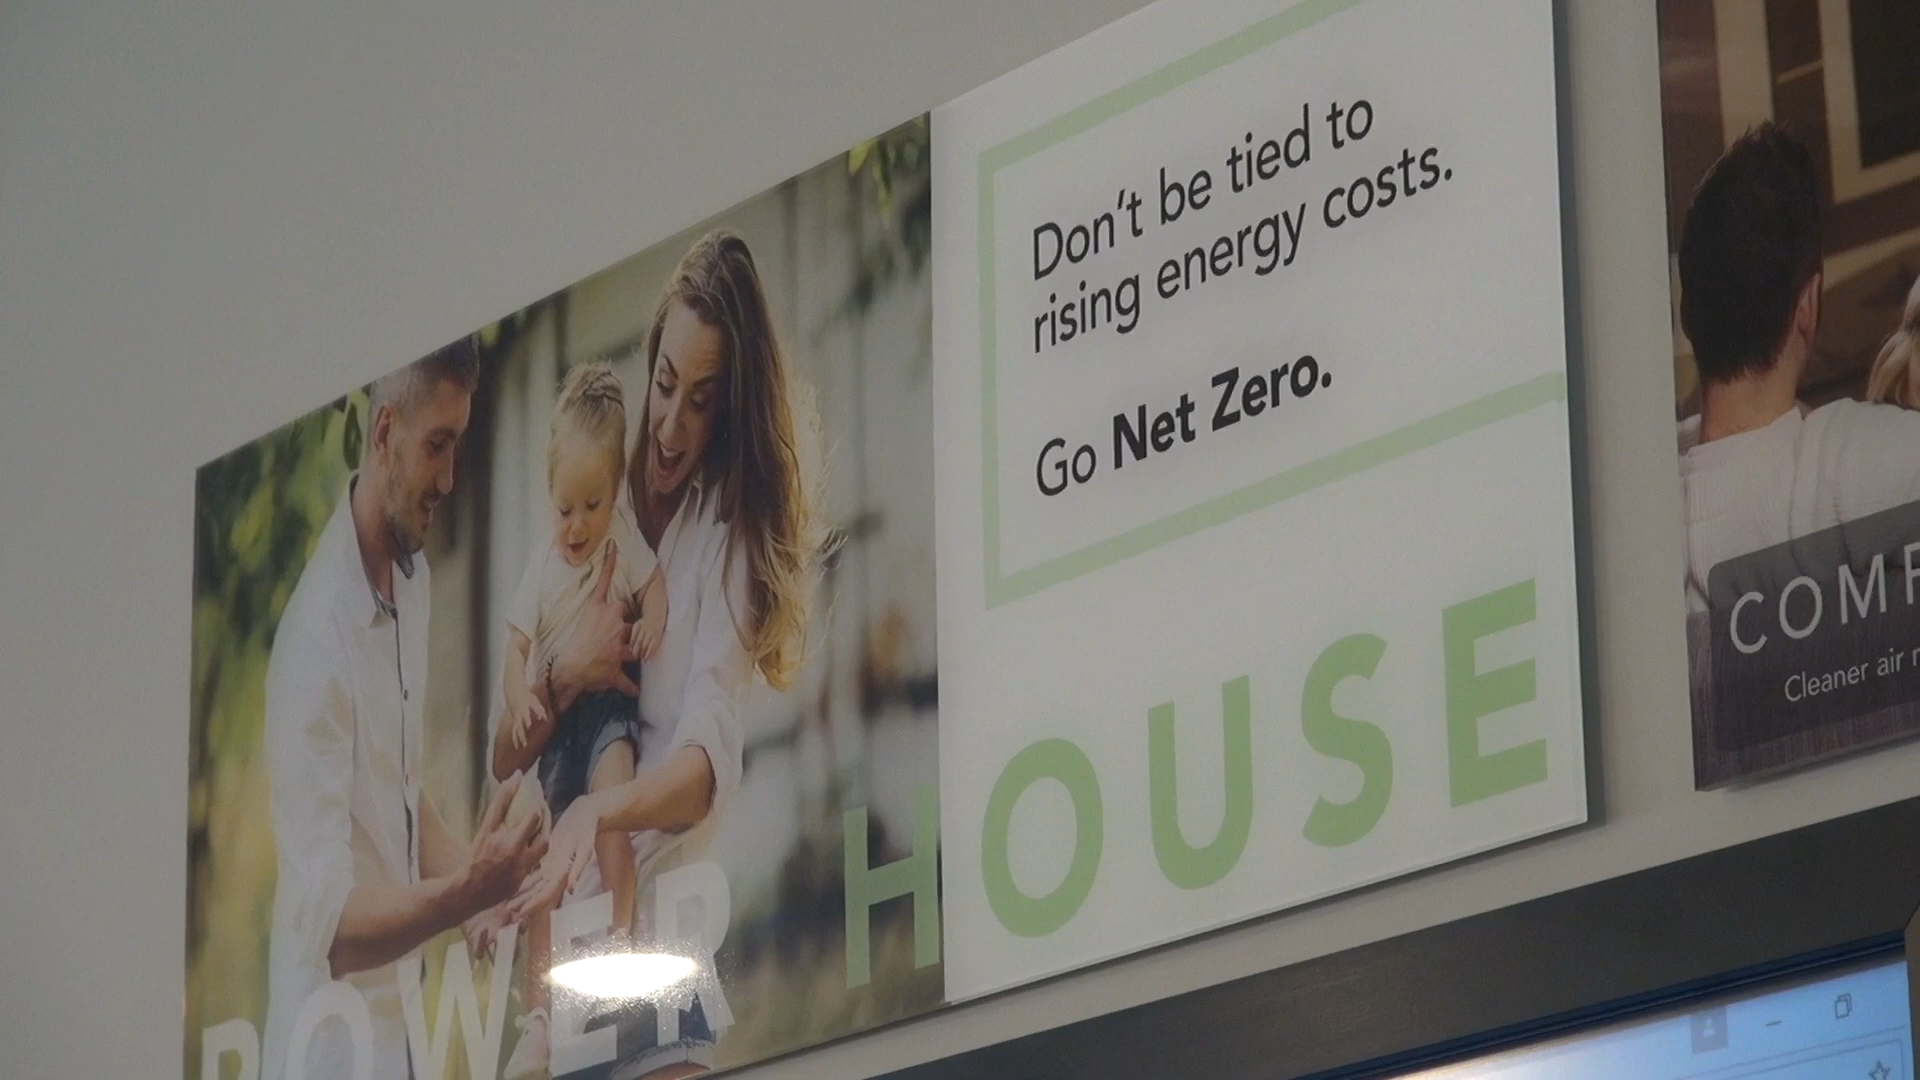 Don't be tied to
rising energy costs.
Go Net Zero.
POWER HOUSE
COMF
Cleaner air